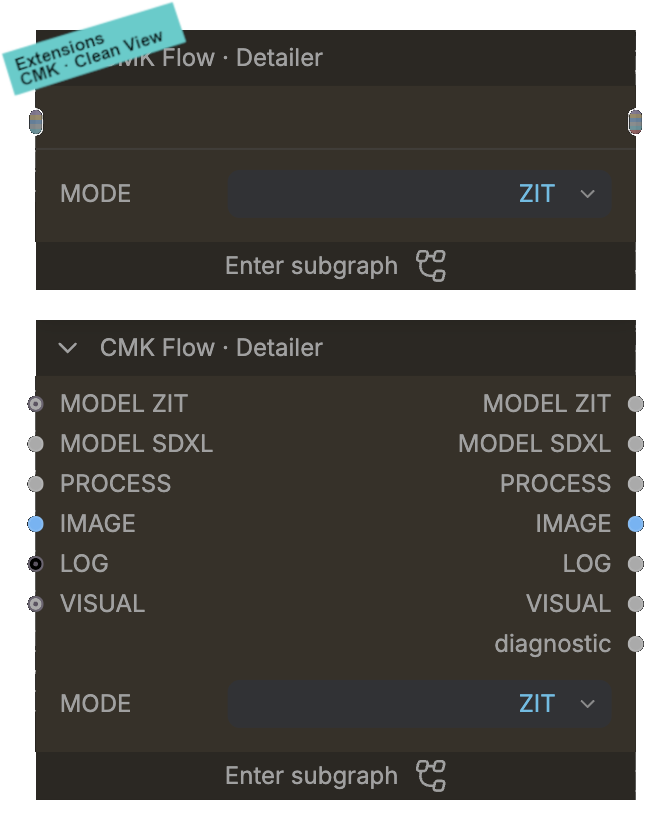 Extensions
CMK · Clean View
CMK Flow · Detailer
MODE ZIT
Enter subgraph
CMK Flow · Detailer
MODEL ZIT MODEL ZIT
MODEL SDXL MODEL SDXL
PROCESS PROCESS
IMAGE IMAGE
LOG LOG
VISUAL VISUAL
diagnostic
MODE ZIT
Enter subgraph